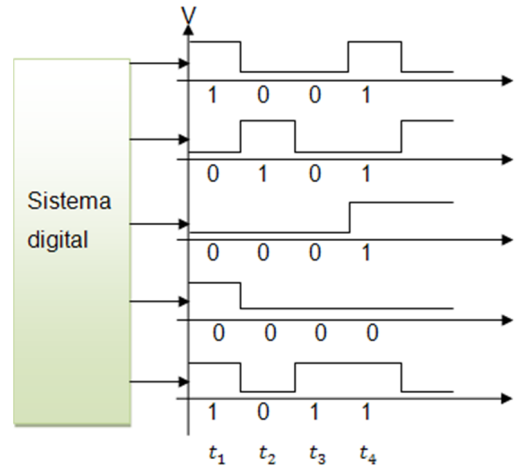 V
1 0 0 1
0 1 0 1
Sistema
digital
0 0 0 1
0 0 0 0
1 0 1 1
t₁ t₂ t₃ t₄